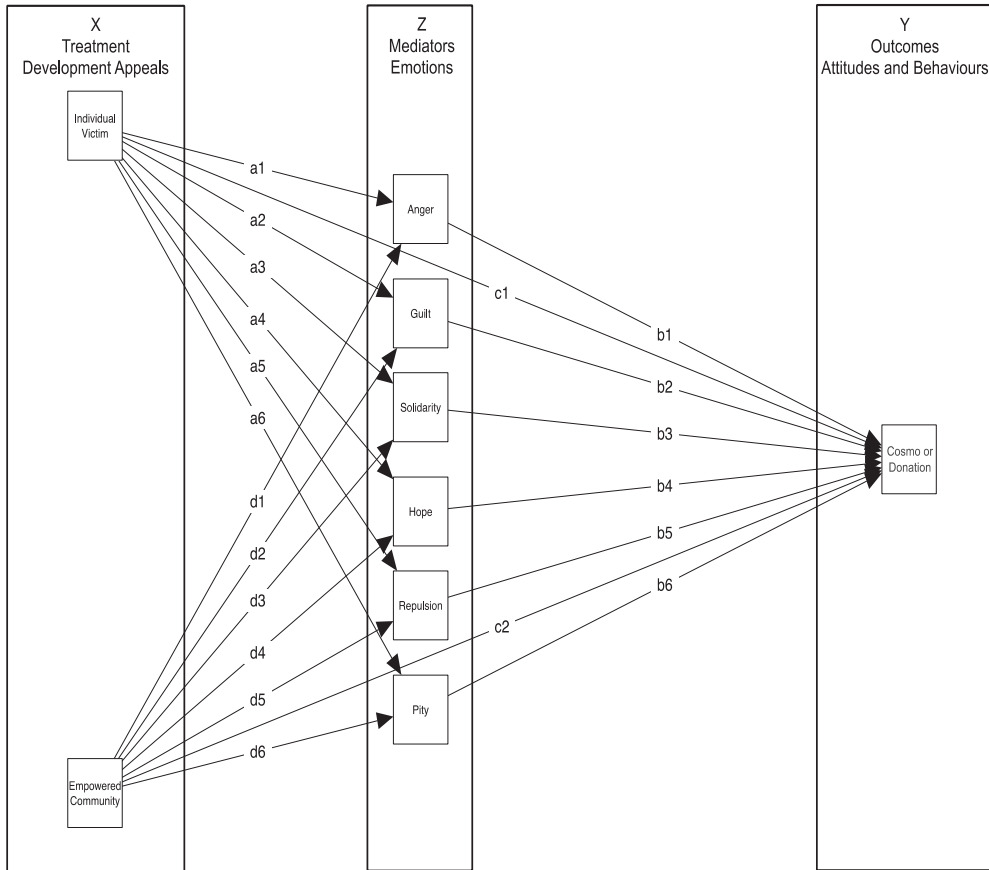 X
Treatment
Development Appeals
Z
Mediators
Emotions
Y
Outcomes
Attitudes and Behaviours
Individual
Victim
a1
a2
a3
a4
a5
a6
Anger
Guilt
Solidarity
Hope
Repulsion
Pity
c1
b1
b2
b3
b4
b5
b6
c2
Cosmo or
Donation
d1
d2
d3
d4
d5
d6
Empowered
Community